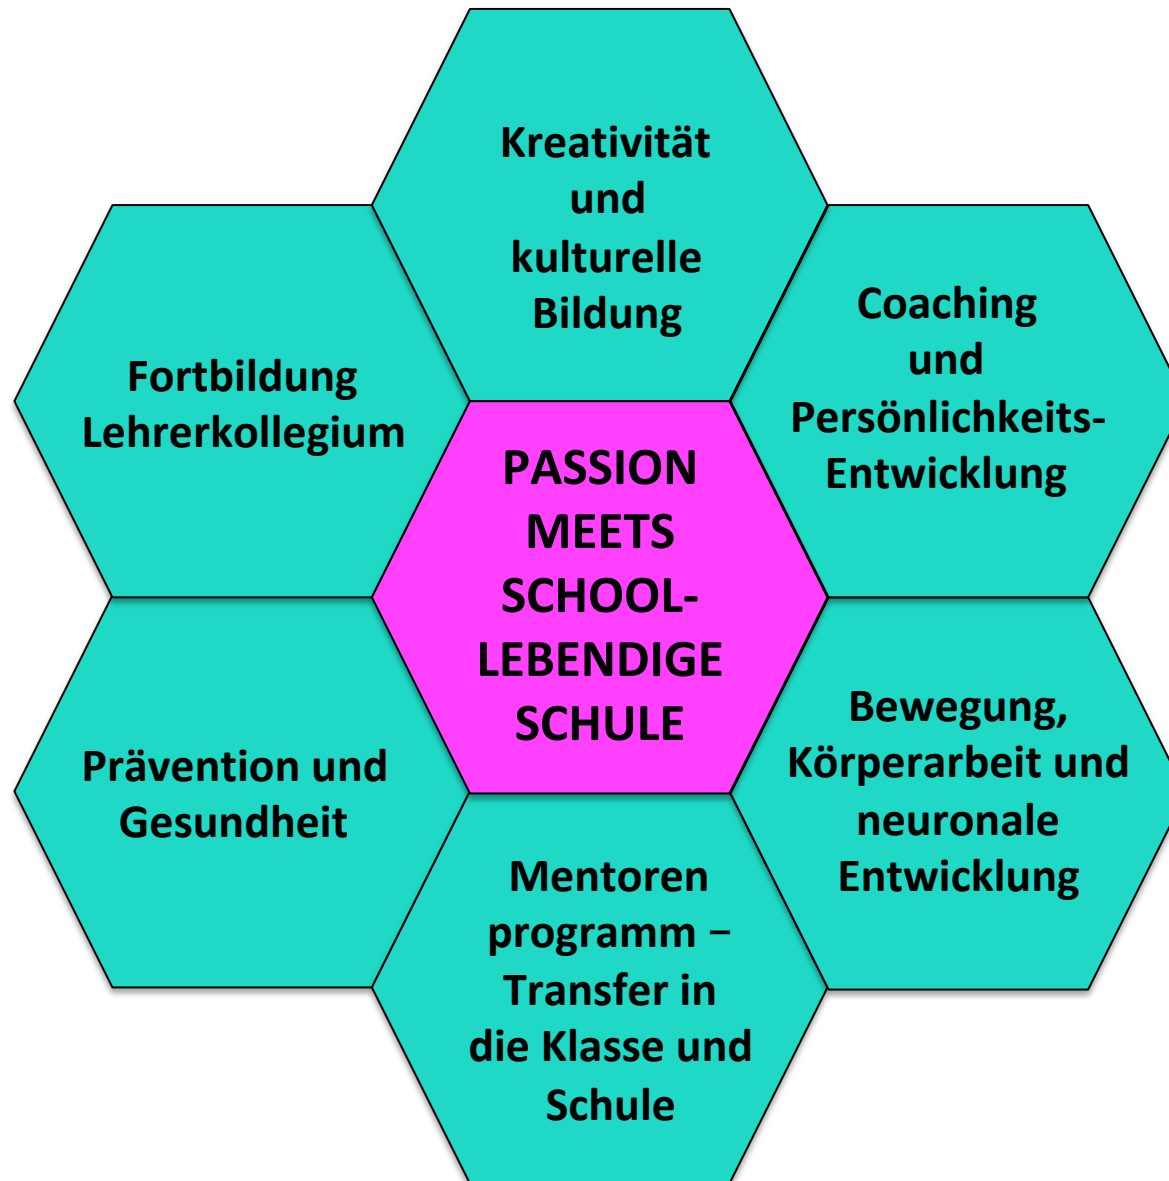 Kreativität
und
kulturelle
Bildung
Coaching
und
Persönlichkeits-
Entwicklung
Fortbildung
Lehrerkollegium
PASSION
MEETS
SCHOOL-
LEBENDIGE
SCHULE
Bewegung,
Körperarbeit und
neuronale
Entwicklung
Prävention und
Gesundheit
Mentoren
programm –
Transfer in
die Klasse und
Schule